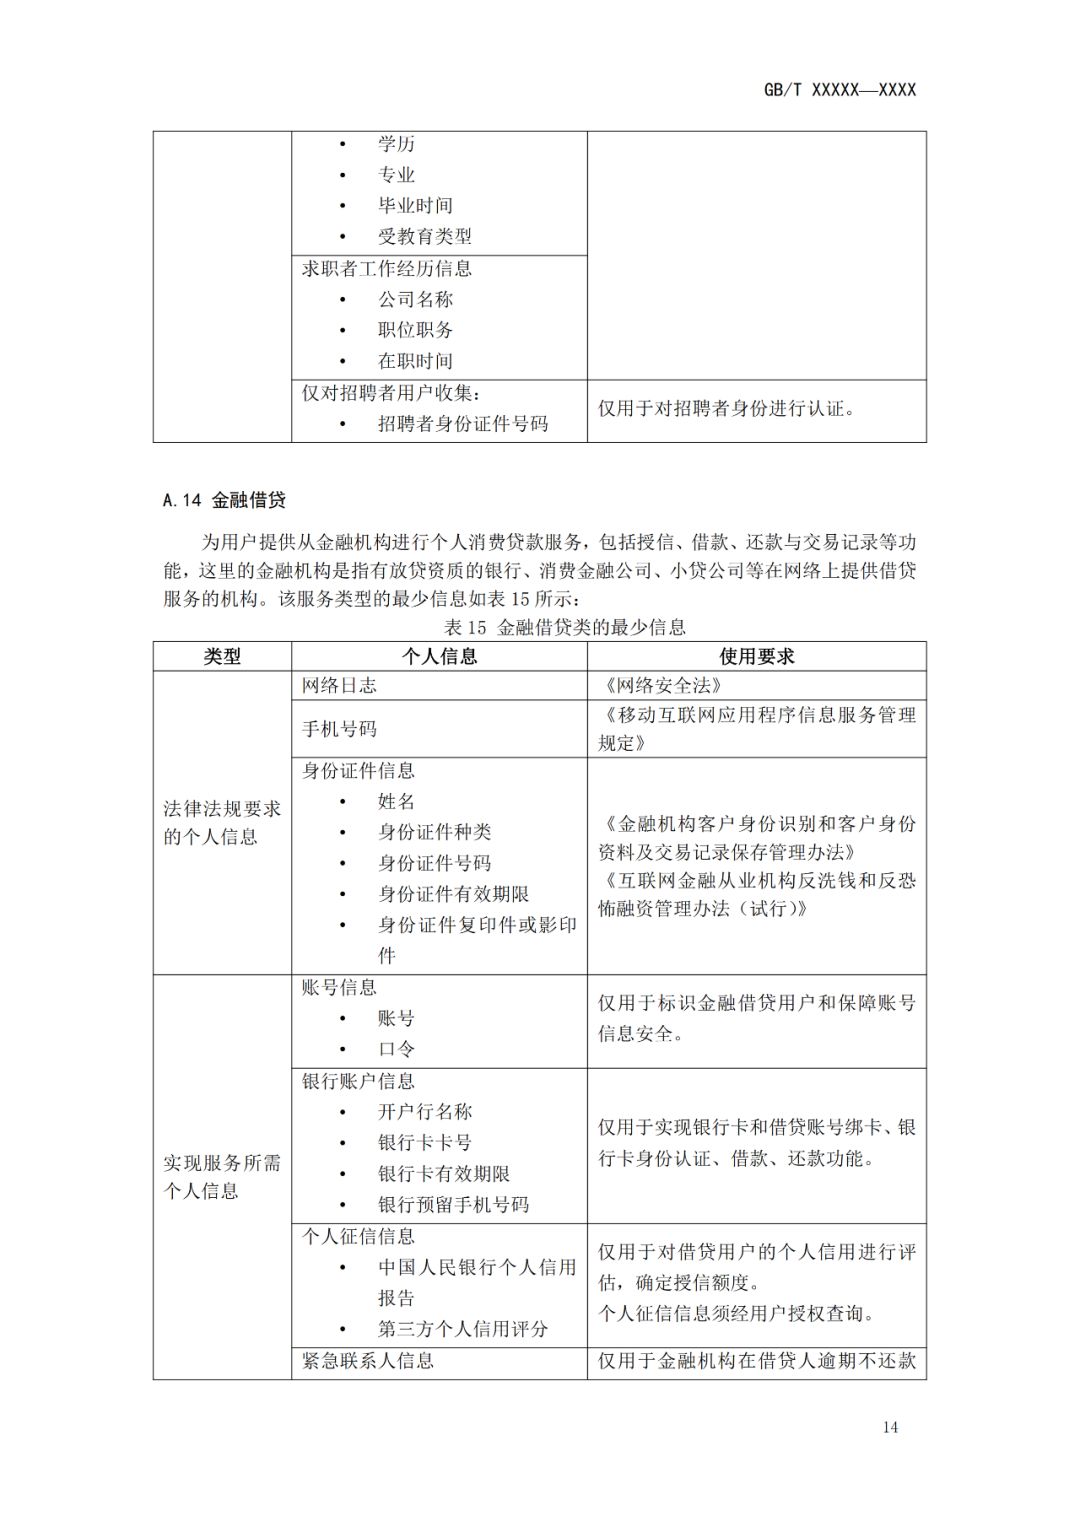 GB/T XXXXX—XXXX
• 学历
• 专业
• 毕业时间
• 受教育类型
求职者工作经历信息
• 公司名称
• 职位职务
• 在职时间
仅对招聘者用户收集：
• 招聘者身份证件号码
仅用于对招聘者身份进行认证。
A.14 金融借贷
为用户提供从金融机构进行个人消费贷款服务，包括授信、借款、还款与交易记录等功
能，这里的金融机构是指有放贷资质的银行、消费金融公司、小贷公司等在网络上提供借贷
服务的机构。该服务类型的最少信息如表 15 所示：
表 15 金融借贷类的最少信息
类型 个人信息 使用要求
法律法规要求
的个人信息
网络日志
《网络安全法》
手机号码
《移动互联网应用程序信息服务管理
规定》
身份证件信息
• 姓名
• 身份证件种类
• 身份证件号码
• 身份证件有效期限
• 身份证件复印件或影印
件
《金融机构客户身份识别和客户身份
资料及交易记录保存管理办法》
《互联网金融从业机构反洗钱和反恐
怖融资管理办法（试行）》
实现服务所需
个人信息
账号信息
• 账号
• 口令
仅用于标识金融借贷用户和保障账号
信息安全。
银行账户信息
• 开户行名称
• 银行卡卡号
• 银行卡有效期限
• 银行预留手机号码
仅用于实现银行卡和借贷账号绑卡、银
行卡身份认证、借款、还款功能。
个人征信信息
• 中国人民银行个人信用
报告
• 第三方个人信用评分
仅用于对借贷用户的个人信用进行评
估，确定授信额度。
个人征信信息须经用户授权查询。
紧急联系人信息
仅用于金融机构在借贷人逾期不还款
14